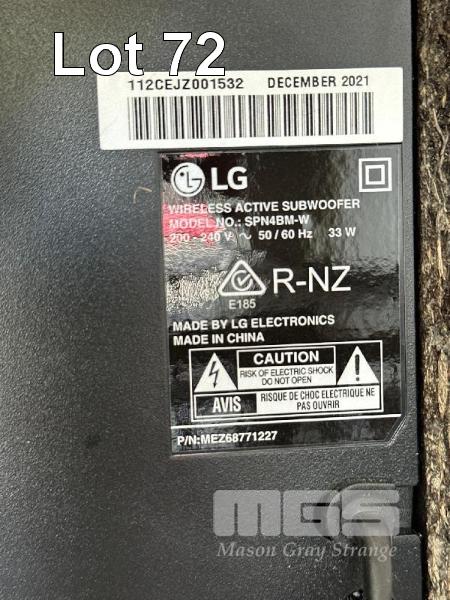 Lot 72
112CEJZ001532 DECEMBER 2021
LG
WIRELESS ACTIVE SUBWOOFER
MODEL NO.: SPN4BM-W
200 - 240 V ~ 50 / 60 Hz 33 W
R-NZ
E185
MADE BY LG ELECTRONICS
MADE IN CHINA
CAUTION
RISK OF ELECTRIC SHOCK
DO NOT OPEN
AVIS
RISQUE DE CHOC ELECTRIQUE NE
PAS OUVRIR
P/N:MEZ68771227
MGS
Mason Gray Strange